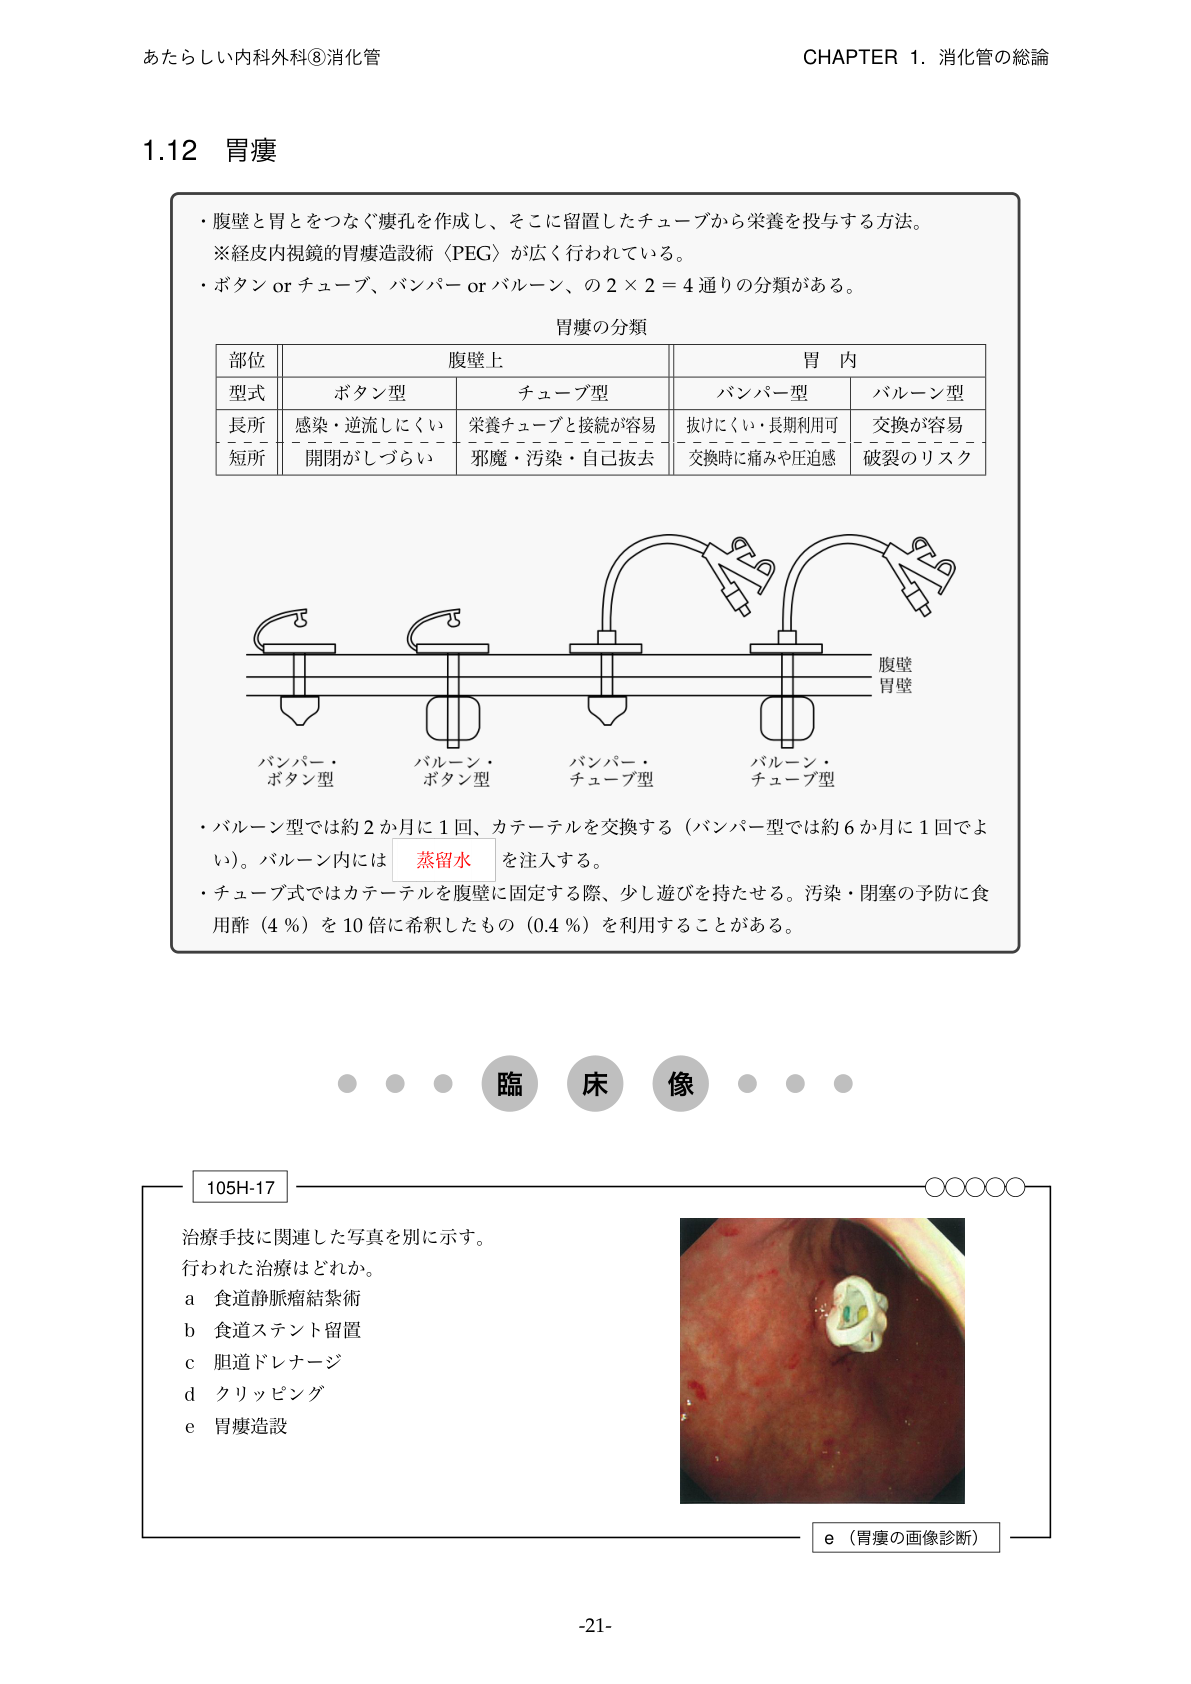 あたらしい内科外科⑧消化管
CHAPTER 1. 消化管の総論
1.12 胃瘻
・腹壁と胃とをつなぐ瘻孔を作成し、そこに留置したチューブから栄養を投与する方法。
※経皮内視鏡的胃瘻造設術〈PEG〉が広く行われている。
・ボタン or チューブ、バンパー or バルーン、の 2 × 2 = 4 通りの分類がある。
胃瘻の分類
部位 腹壁上 胃 内
型式 ボタン型 チューブ型 バンパー型 バルーン型
長所 感染・逆流しにくい 栄養チューブと接続が容易 抜けにくい・長期利用可 交換が容易
短所 開閉がしづらい 邪魔・汚染・自己抜去 交換時に痛みや圧迫感 破裂のリスク
腹壁
胃壁
バンパー・
ボタン型
バルーン・
ボタン型
バンパー・
チューブ型
バルーン・
チューブ型
・バルーン型では約 2 か月に 1 回、カテーテルを交換する（バンパー型では約 6 か月に 1 回でよ
い）。バルーン内には 蒸留水 を注入する。
・チューブ式ではカテーテルを腹壁に固定する際、少し遊びを持たせる。汚染・閉塞の予防に食
用酢（4 %）を 10 倍に希釈したもの（0.4 %）を利用することがある。
臨 床 像
105H-17
治療手技に関連した写真を別に示す。
行われた治療はどれか。
a 食道静脈瘤結紮術
b 食道ステント留置
c 胆道ドレナージ
d クリッピング
e 胃瘻造設
e （胃瘻の画像診断）
-21-